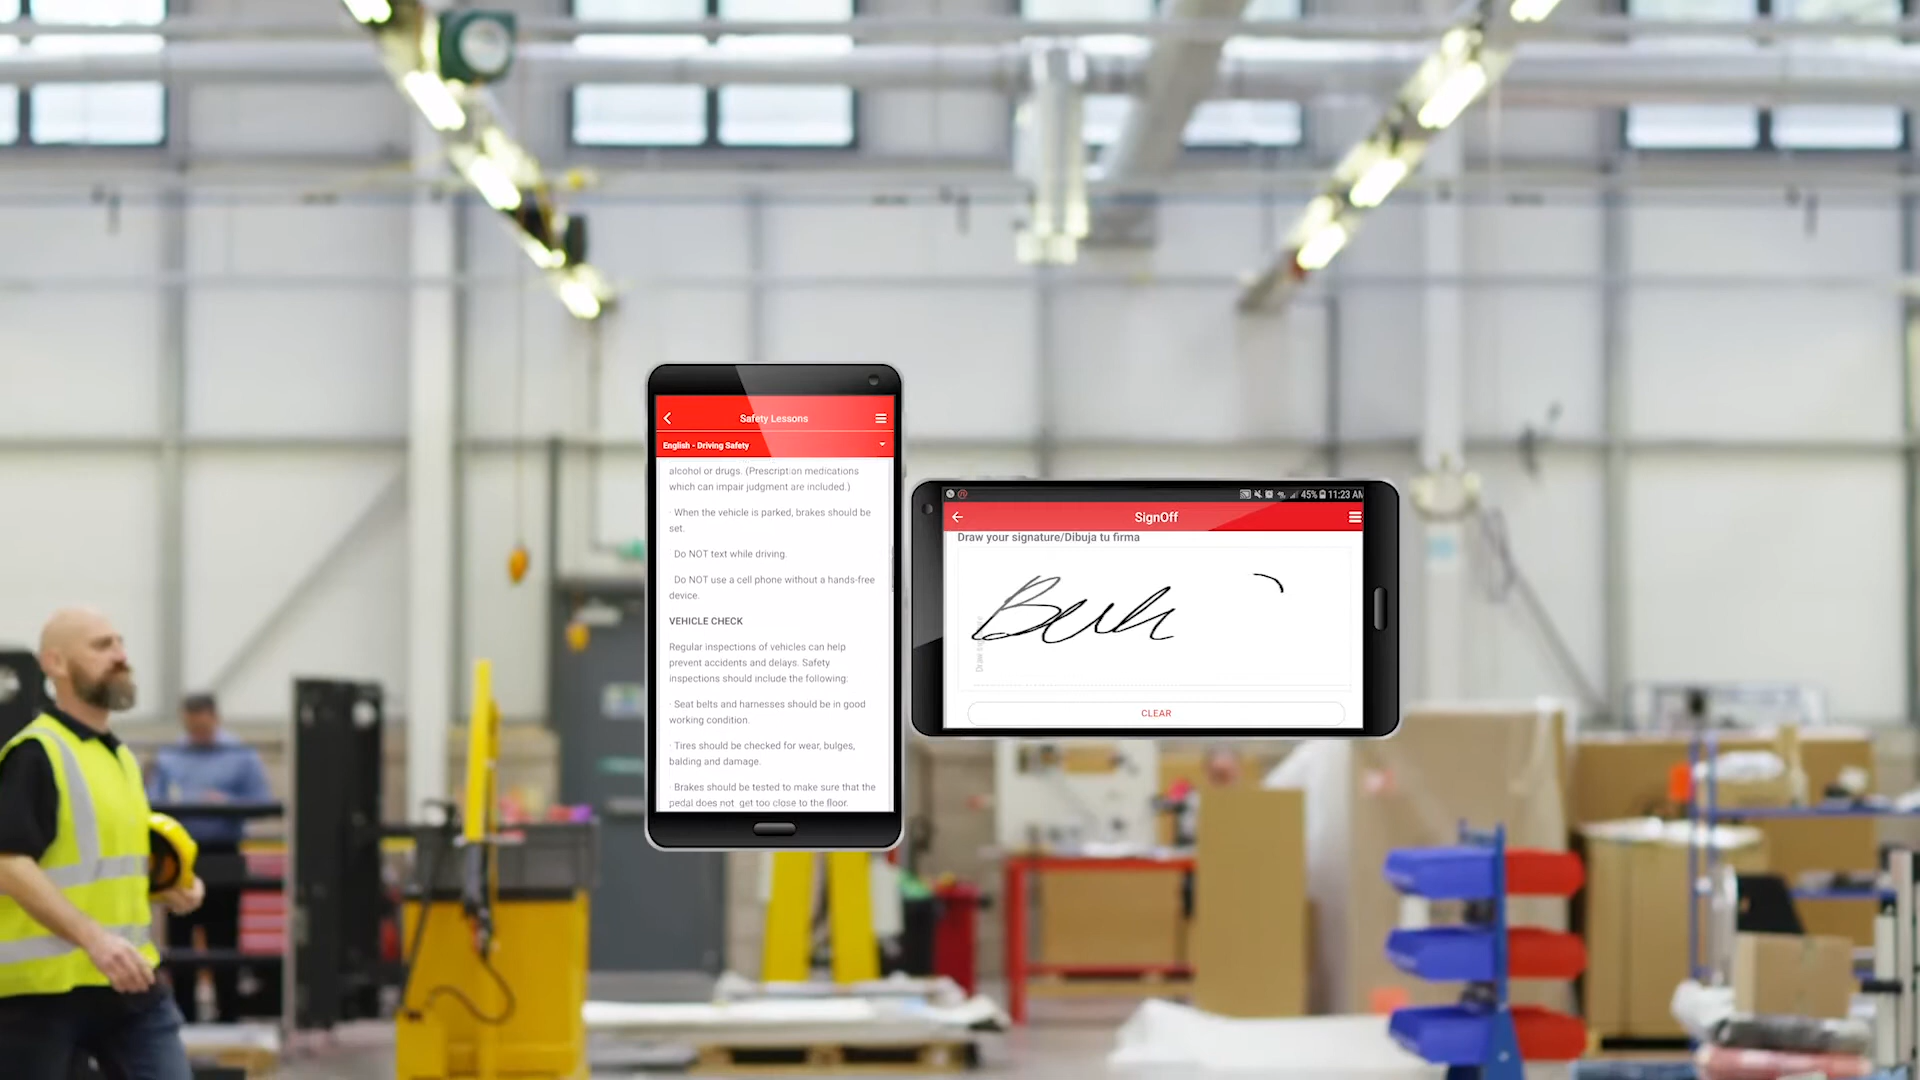 Safety Lessons
English - Driving Safety
alcohol or drugs. (Prescription medications
which can impair judgment are included.)
· When the vehicle is parked, brakes should be
set.
Do NOT text while driving.
Do NOT use a cell phone without a hands-free
device.
VEHICLE CHECK
Regular inspections of vehicles can help
prevent accidents and delays. Safety
inspections should include the following:
· Seat belts and harnesses should be in good
working condition.
· Tires should be checked for wear, bulges,
balding and damage.
· Brakes should be tested to make sure that the
pedal does not get too close to the floor.
45% 11:23 AM
SignOff
Draw your signature/Dibuja tu firma
CLEAR